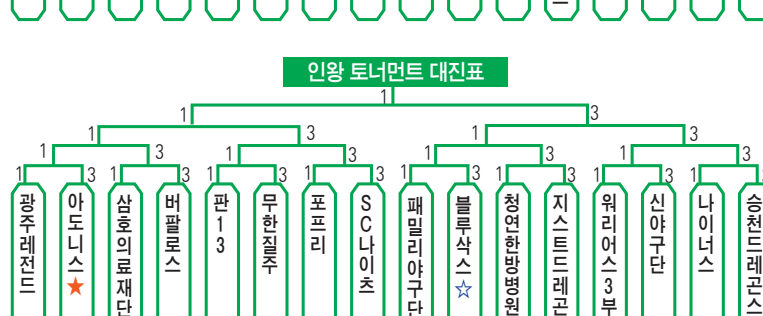 인왕 토너먼트 대진표
1
1 3
1 3 1 3
1 3 1 3 1 3 1 3
1 3 1 3 1 3 1 3 1 3 1 3 1 3 1
광주레전드
아도니스★
삼호의료재단
버팔로스
판13
무한질주
포프리
SC나이츠
패밀리야구단
블루삭스☆
청연한방병원
지스트드레곤
워리어스3부
신야구단
나이너스
승천드레곤스